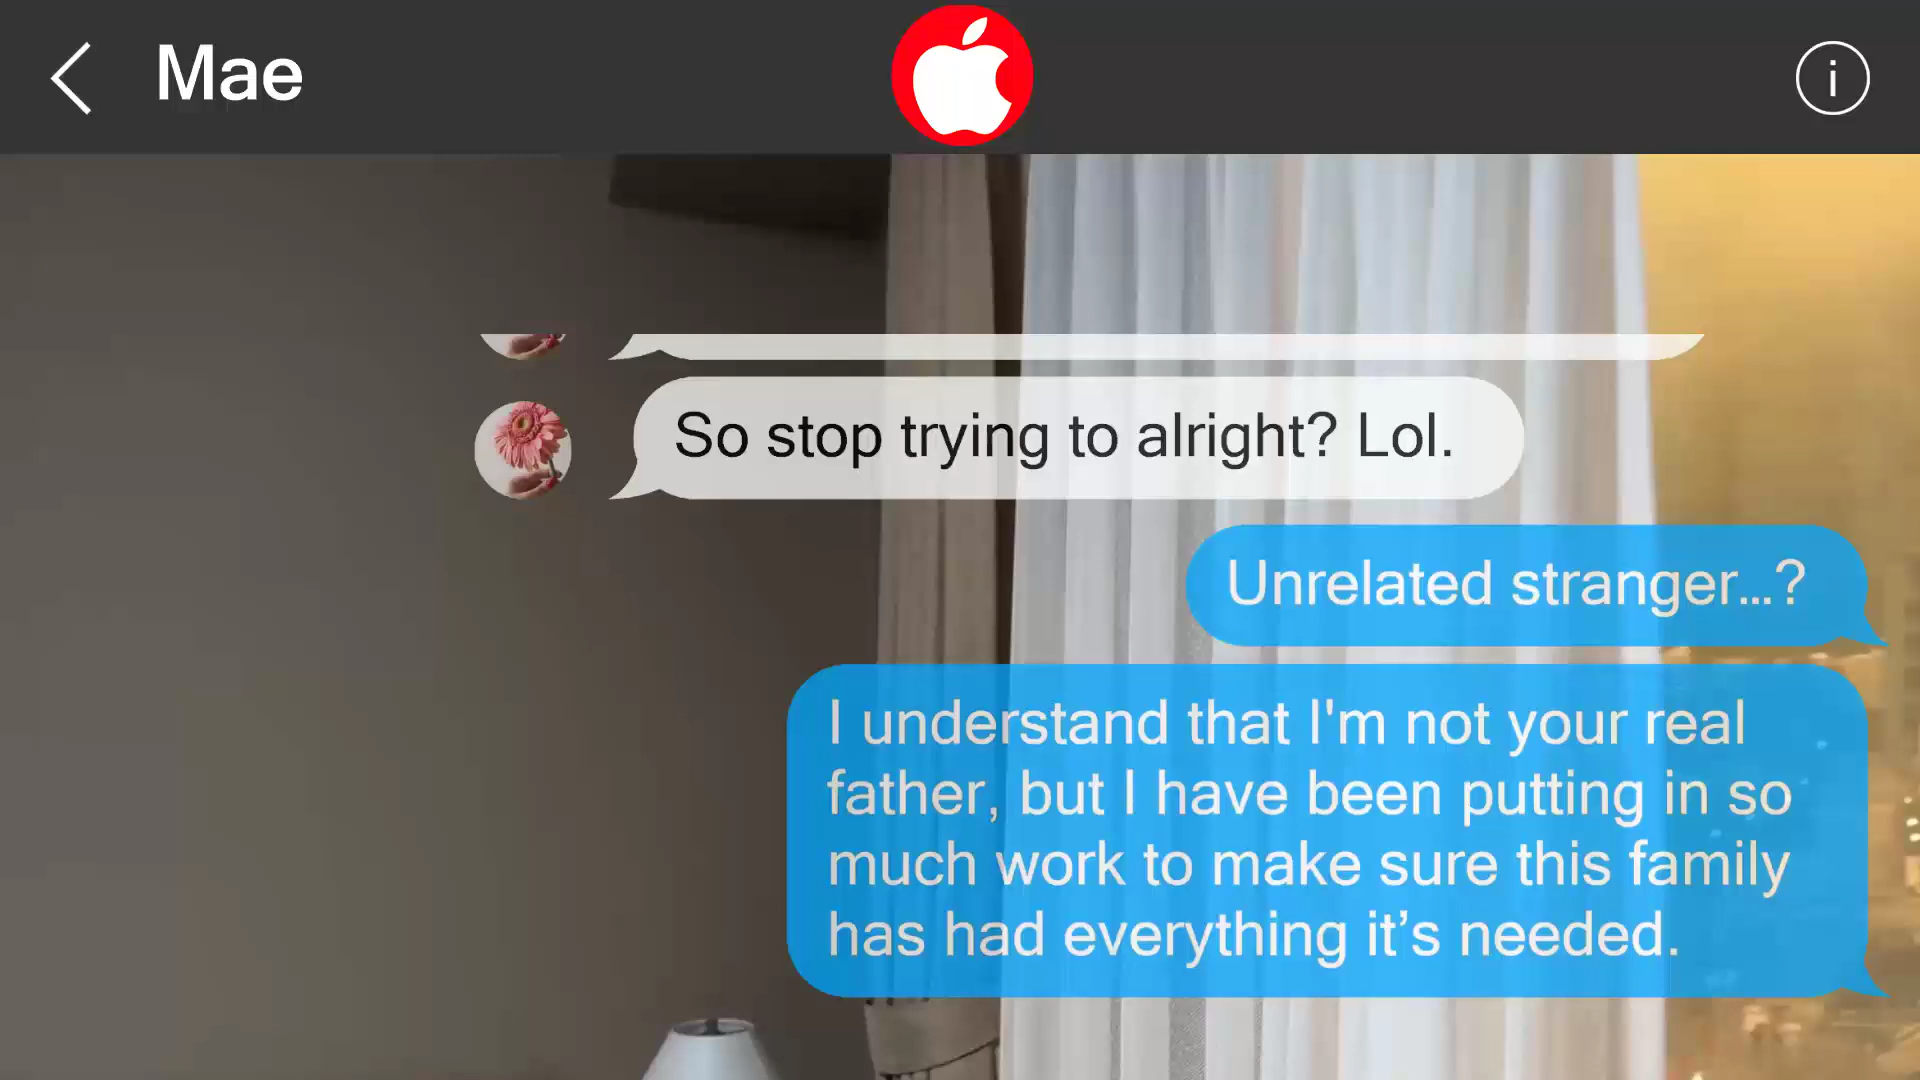 Mae
So stop trying to alright? Lol.
Unrelated stranger...?
I understand that I'm not your real
father, but I have been putting in so
much work to make sure this family
has had everything it’s needed.